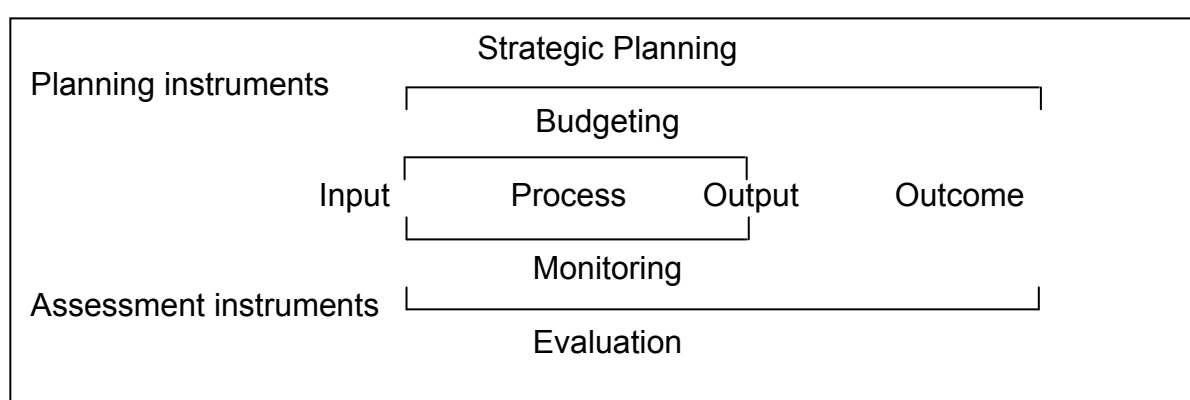 Strategic Planning
Planning instruments
Budgeting
Input Process Output Outcome
Monitoring
Assessment instruments
Evaluation